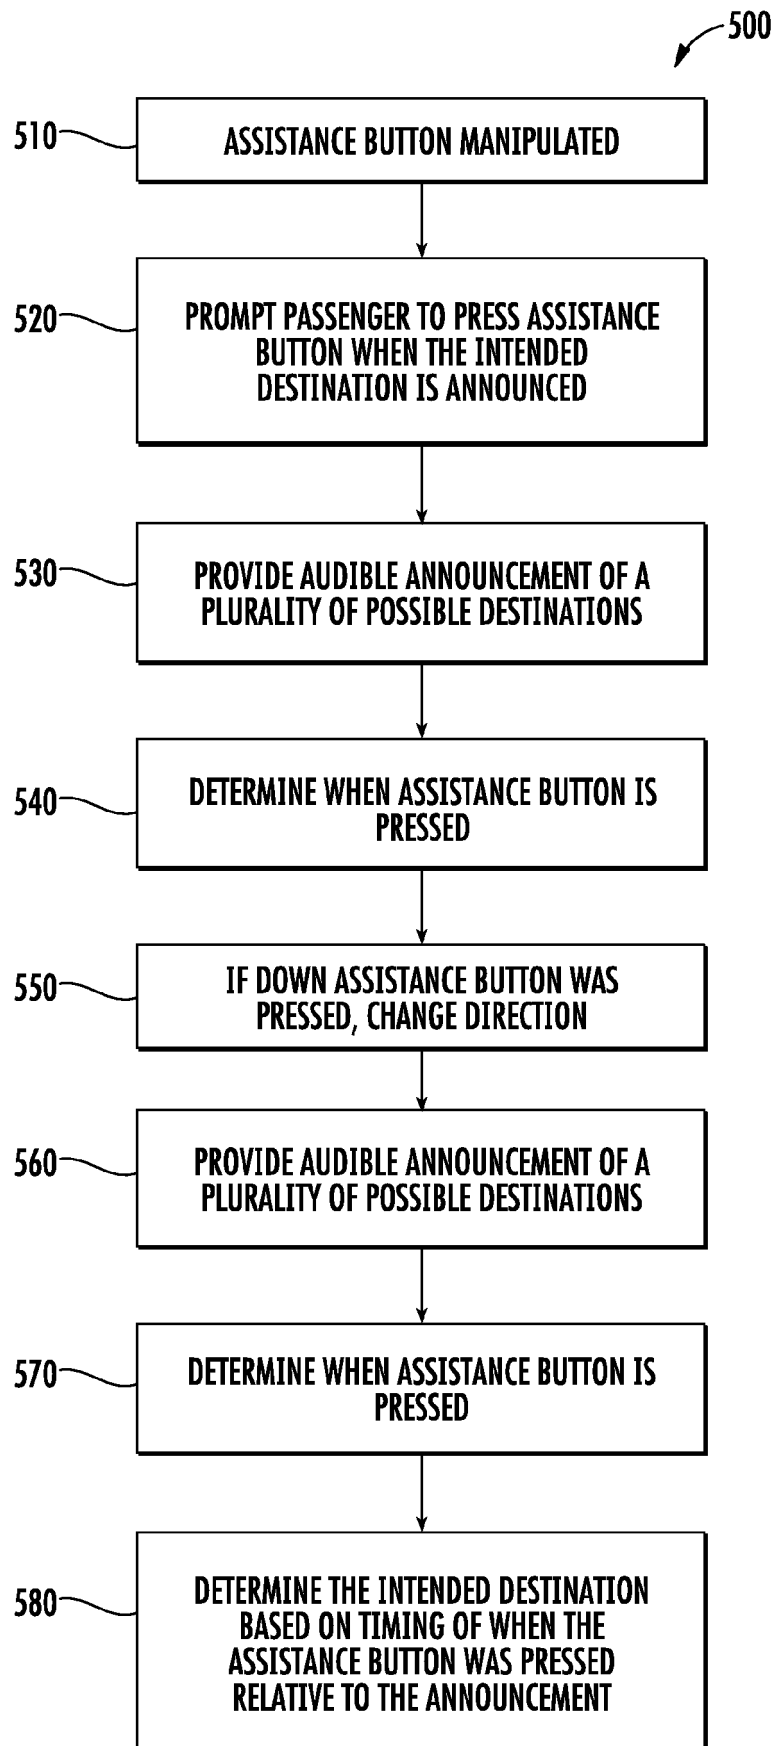 500
510
ASSISTANCE BUTTON MANIPULATED
520
PROMPT PASSENGER TO PRESS ASSISTANCE
BUTTON WHEN THE INTENDED
DESTINATION IS ANNOUNCED
530
PROVIDE AUDIBLE ANNOUNCEMENT OF A
PLURALITY OF POSSIBLE DESTINATIONS
540
DETERMINE WHEN ASSISTANCE BUTTON IS
PRESSED
550
IF DOWN ASSISTANCE BUTTON WAS
PRESSED, CHANGE DIRECTION
560
PROVIDE AUDIBLE ANNOUNCEMENT OF A
PLURALITY OF POSSIBLE DESTINATIONS
570
DETERMINE WHEN ASSISTANCE BUTTON IS
PRESSED
580
DETERMINE THE INTENDED DESTINATION
BASED ON TIMING OF WHEN THE
ASSISTANCE BUTTON WAS PRESSED
RELATIVE TO THE ANNOUNCEMENT